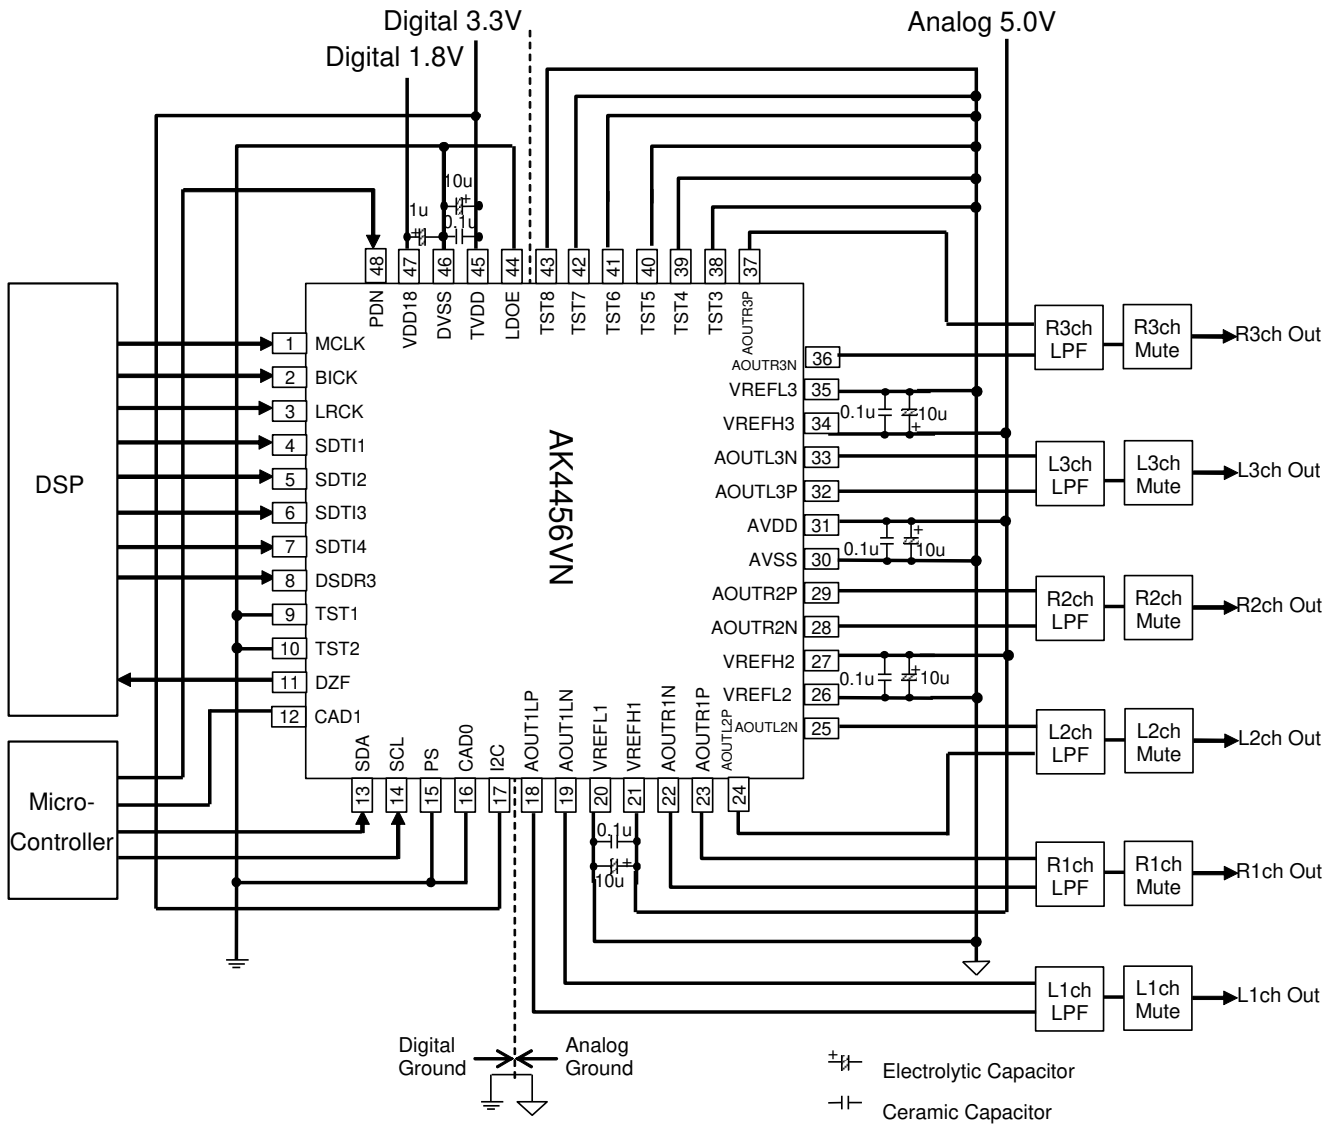 Digital 3.3V
Analog 5.0V
Digital 1.8V
10u
1u
0.1u
48
47
46
45
44
43
42
41
40
39
38
37
PDN
VDD18
DVSS
TVDD
LDOE
TST8
TST7
TST6
TST5
TST4
TST3
AOUTR3P
DSP
1 MCLK
2 BICK
3 LRCK
4 SDTI1
5 SDTI2
6 SDTI3
7 SDTI4
8 DSDR3
9 TST1
10 TST2
11 DZF
12 CAD1
AK4456VN
AOUTR3N 36
VREFL3 35
VREFH3 34
AOUTL3N 33
AOUTL3P 32
AVDD 31
AVSS 30
AOUTR2P 29
AOUTR2N 28
VREFH2 27
VREFL2 26
AOUTL2N 25
0.1u
10u
0.1u
10u
0.1u
10u
Micro-
Controller
SDA
SCL
PS
CAD0
I2C
AOUT1LP
AOUT1LN
VREFL1
VREFH1
AOUTR1N
AOUTR1P
AOUTL2P
13
14
15
16
17
18
19
20
21
22
23
24
0.1u
10u
R3ch
LPF
R3ch
Mute
R3ch Out
L3ch
LPF
L3ch
Mute
L3ch Out
R2ch
LPF
R2ch
Mute
R2ch Out
L2ch
LPF
L2ch
Mute
L2ch Out
R1ch
LPF
R1ch
Mute
R1ch Out
L1ch
LPF
L1ch
Mute
L1ch Out
Digital
Ground
Analog
Ground
Electrolytic Capacitor
Ceramic Capacitor